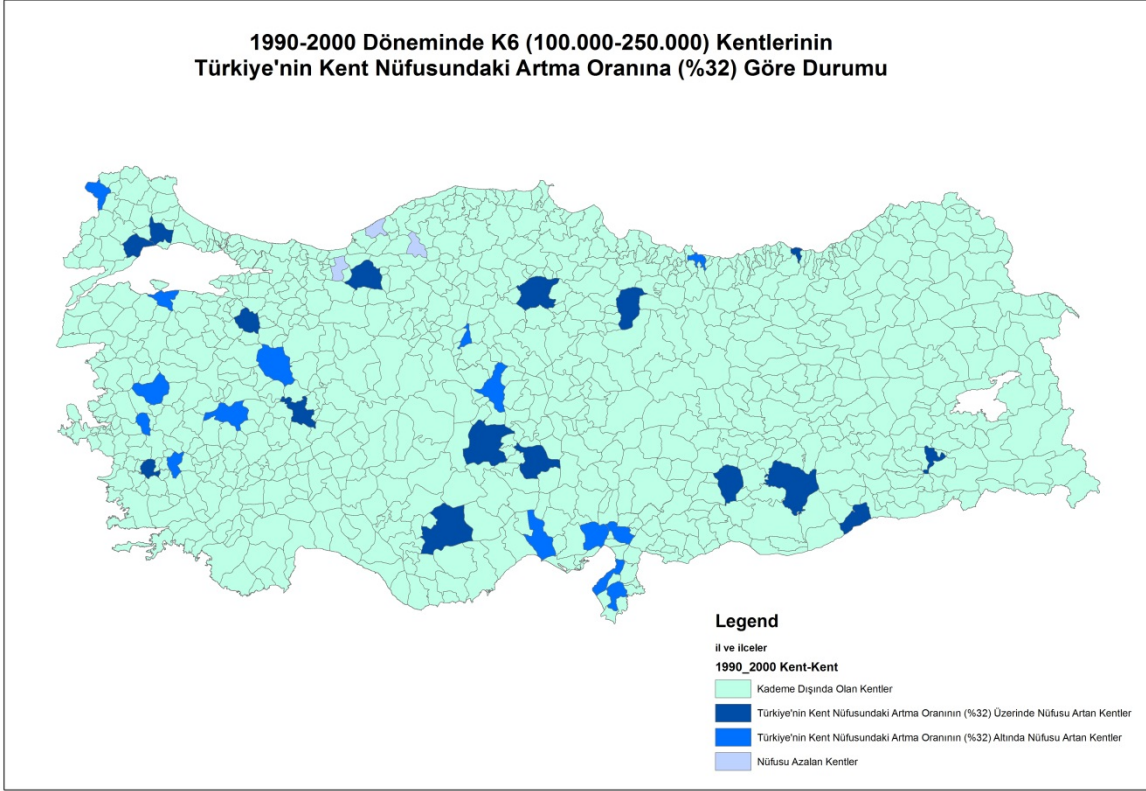 1990-2000 Döneminde K6 (100.000-250.000) Kentlerinin
Türkiye'nin Kent Nüfusundaki Artma Oranına (%32) Göre Durumu
Legend
il ve ilceler
1990_2000 Kent-Kent
Kademe Dışında Olan Kentler
Türkiye'nin Kent Nüfusundaki Artma Oranının (%32) Üzerinde Nüfusu Artan Kentler
Türkiye'nin Kent Nüfusundaki Artma Oranının (%32) Altında Nüfusu Artan Kentler
Nüfusu Azalan Kentler